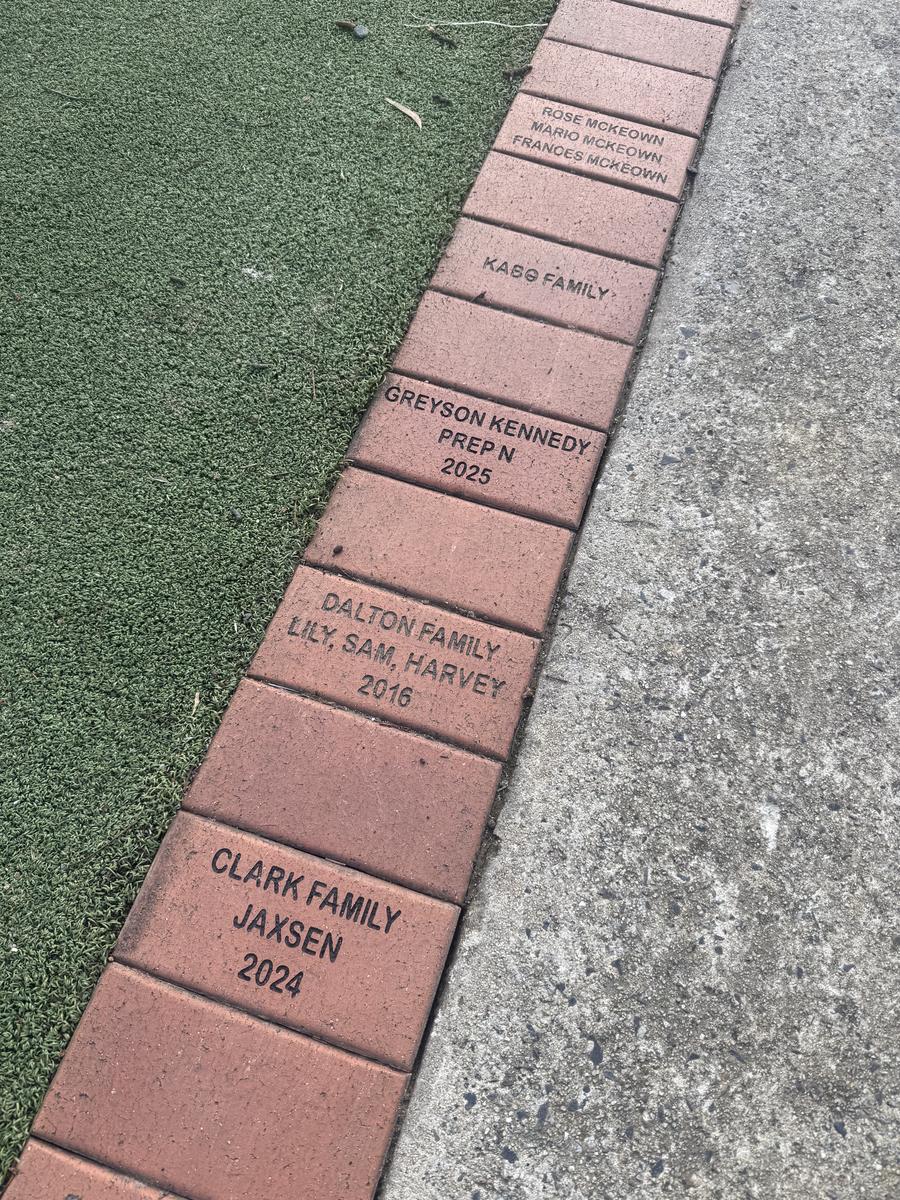 ROSE MCKEOWN
MARIO MCKEOWN
FRANCES MCKEOWN
KABO FAMILY
GREYSON KENNEDY
PREP N
2025
DALTON FAMILY
LILY, SAM, HARVEY
2016
CLARK FAMILY
JAXSEN
2024